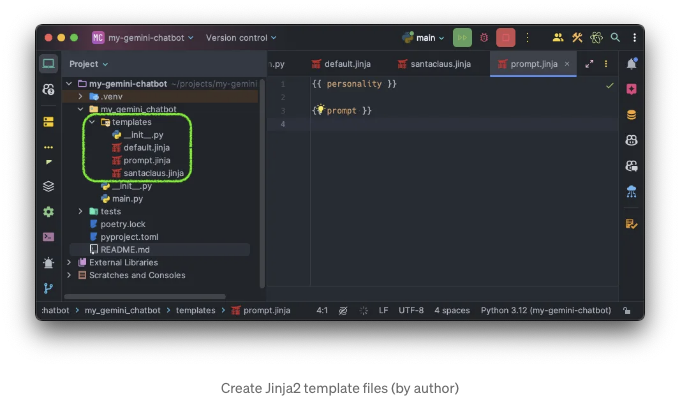 MC my-gemini-chatbot Version control main
Project
n.py default.jinja santaclaus.jinja prompt.jinja
my-gemini-chatbot ~/projects/my-gemini
.venv
my_gemini_chatbot
templates
__init__.py
default.jinja
prompt.jinja
santaclaus.jinja
__init__.py
main.py
tests
poetry.lock
pyproject.toml
README.md
External Libraries
Scratches and Consoles
1 {{ personality }}
2
3 { prompt }}
4
:hatbot > my_gemini_chatbot > templates > prompt.jinja 4:1 LF UTF-8 4 spaces Python 3.12 (my-gemini-chatbot)
Create Jinja2 template files (by author)